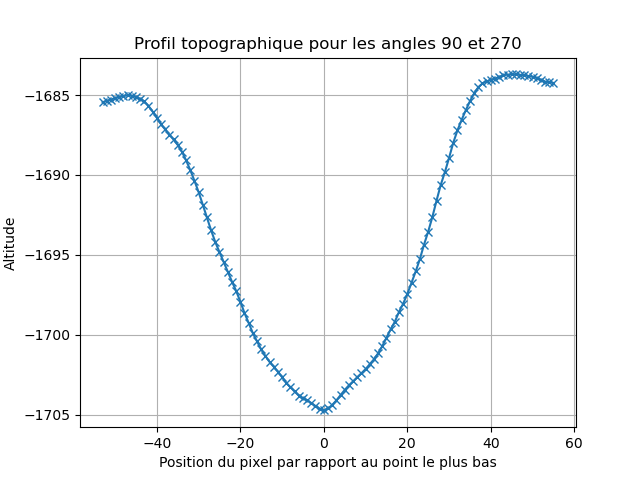 Profil topographique pour les angles 90 et 270
Altitude
−1685
−1690
−1695
−1700
−1705
−40 −20 0 20 40 60
Position du pixel par rapport au point le plus bas